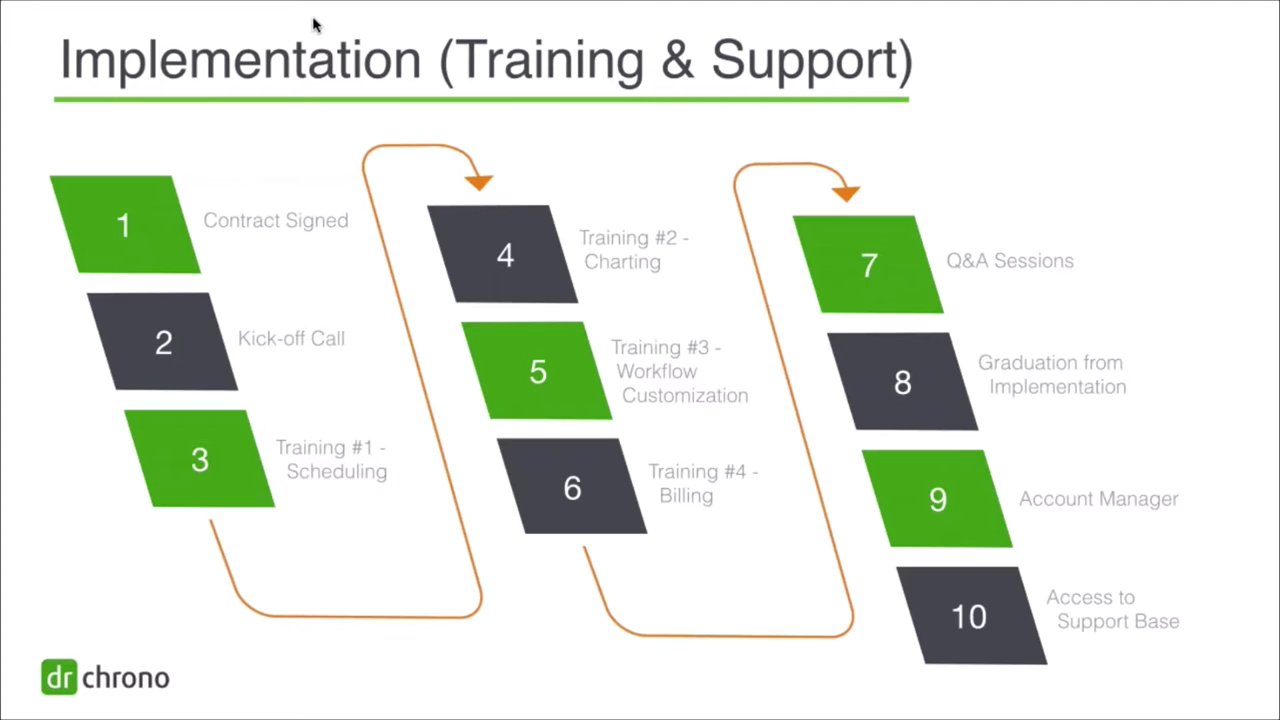 Implementation (Training & Support)
1
Contract Signed
2
Kick-off Call
3
Training #1 -
Scheduling
4
Training #2 -
Charting
5
Training #3 -
Workflow
Customization
6
Training #4 -
Billing
7
Q&A Sessions
8
Graduation from
Implementation
9
Account Manager
10
Access to
Support Base
dr chrono